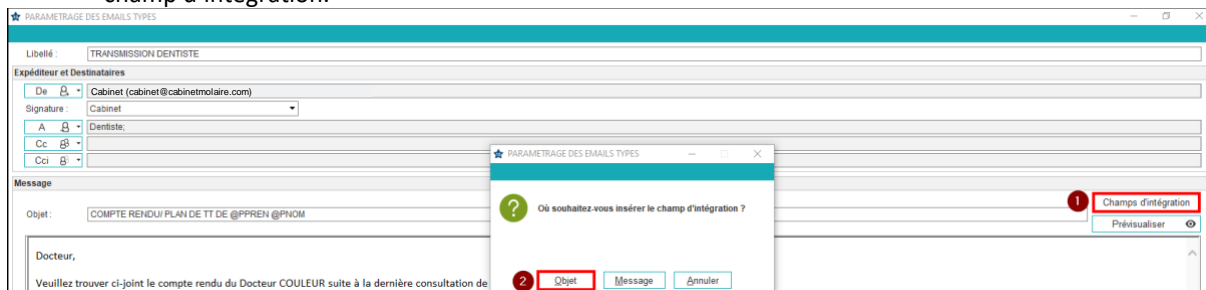 champ d'intégration.
PARAMETRAGE DES EMAILS TYPES
Libellé : TRANSMISSION DENTISTE
Expéditeur et Destinataires
De Cabinet (cabinet@cabinetmolaire.com)
Signature : Cabinet
A Dentiste;
Cc
Cci
PARAMETRAGE DES EMAILS TYPES
Message
Où souhaitez-vous insérer le champ d'intégration ?
1 Champs d'intégration
Objet : COMPTE RENDU/ PLAN DE TT DE @PPREN @PNOM
Prévisualiser
Docteur,
Veuillez trouver ci-joint le compte rendu du Docteur COULEUR suite à la dernière consultation de
2 Objet Message Annuler